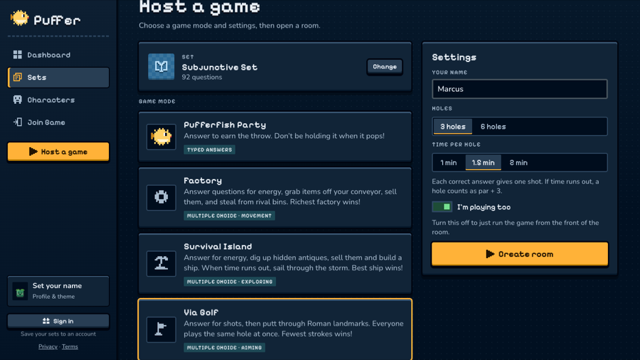 Puffer
Dashboard
Sets
Characters
Join Game
Host a game
Set your name
Profile & theme
Sign in
Save your sets to an account
Privacy · Terms
Host a game
Choose a game mode and settings, then open a room.
SET
Subjunctive Set
92 questions
Change
GAME MODE
Pufferfish Party
Answer to earn the throw. Don't be holding it when it pops!
TYPED ANSWERS
Factory
Answer questions for energy, grab items off your conveyor, sell
them, and steal from rival bins. Richest factory wins!
MULTIPLE CHOICE · MOVEMENT
Survival Island
Answer for energy, dig up hidden antiques, sell them and build a
ship. When time runs out, sail through the storm. Best ship wins!
MULTIPLE CHOICE · EXPLORING
Via Golf
Answer for shots, then putt through Roman landmarks. Everyone
plays the same hole at once. Fewest strokes wins!
MULTIPLE CHOICE · AIMING
Settings
YOUR NAME
Marcus
HOLES
3 holes
6 holes
TIME PER HOLE
1 min
Each correct answer gives one shot. If time runs out, a
hole counts as par + 3.
I'm playing too
Turn this off to just run the game from the front of the
room.
Create room